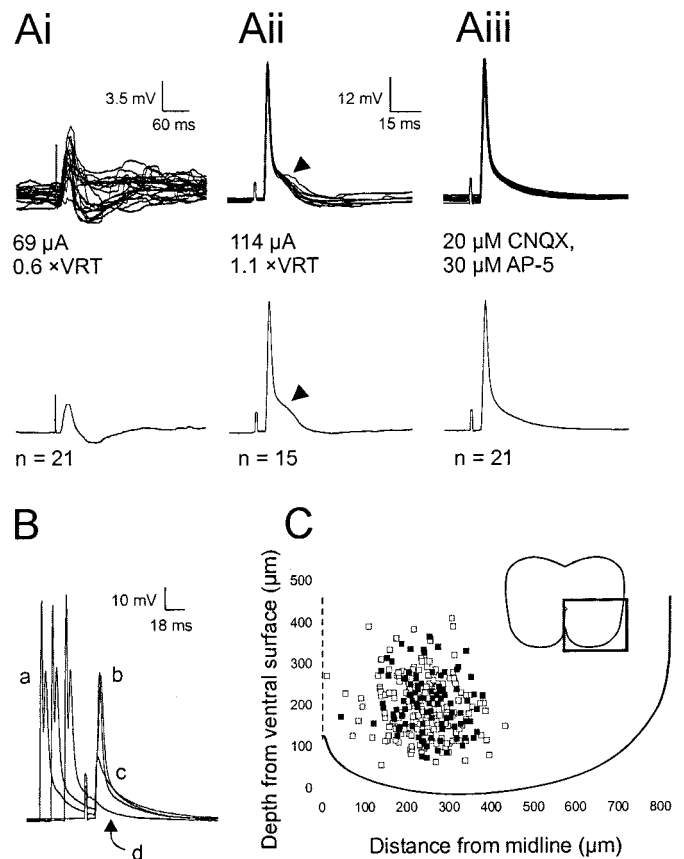 Ai
Aii
Aiii
3.5 mV
60 ms
12 mV
15 ms
69 µA
0.6 ×VRT
114 µA
1.1 ×VRT
20 µM CNQX,
30 µM AP-5
n = 21
n = 15
n = 21
B
10 mV
18 ms
a
b
c
d
C
Depth from ventral surface (µm)
500
400
300
200
100
0
0 100 200 300 400 500 600 700 800
Distance from midline (µm)